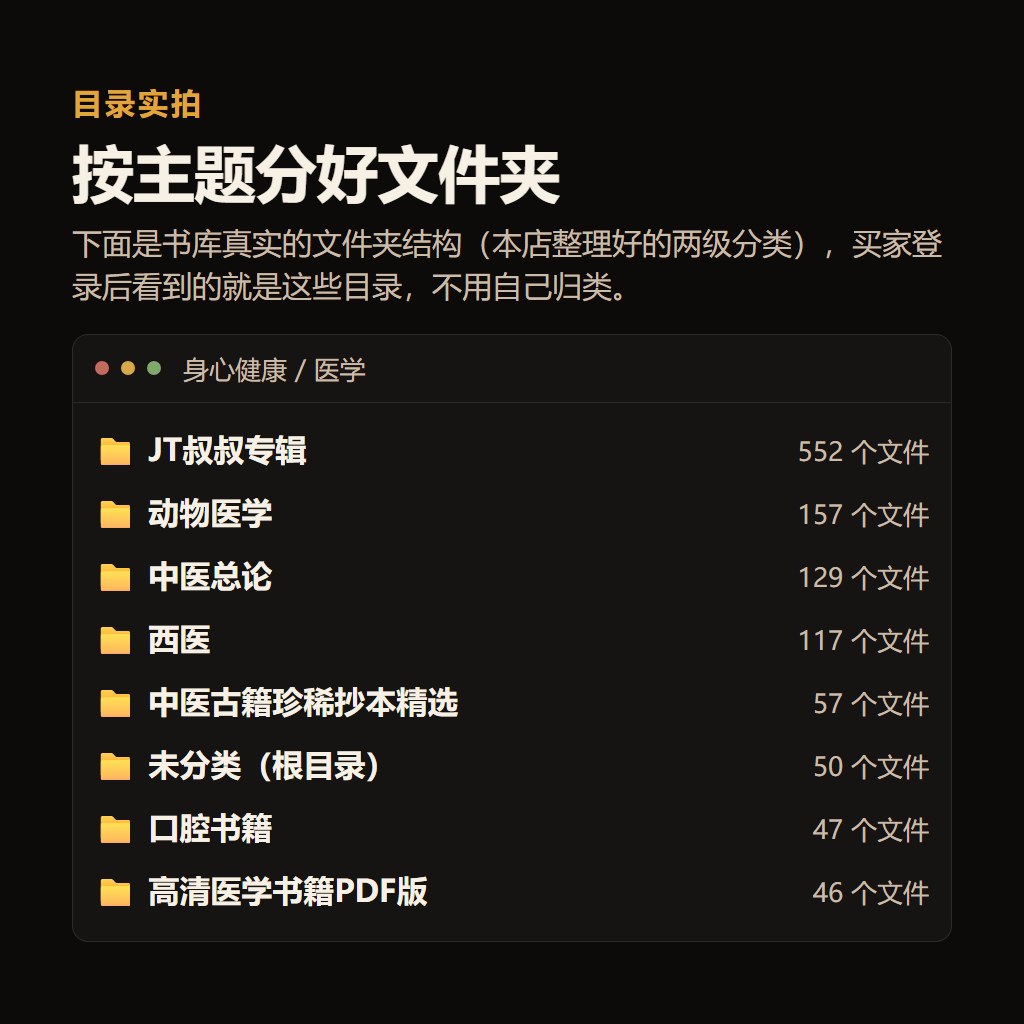 目录实拍
按主题分好文件夹
下面是书库真实的文件夹结构（本店整理好的两级分类），买家登
录后看到的就是这些目录，不用自己归类。
身心健康 / 医学
JT叔叔专辑 552 个文件
动物医学 157 个文件
中医总论 129 个文件
西医 117 个文件
中医古籍珍稀抄本精选 57 个文件
未分类（根目录） 50 个文件
口腔书籍 47 个文件
高清医学书籍PDF版 46 个文件